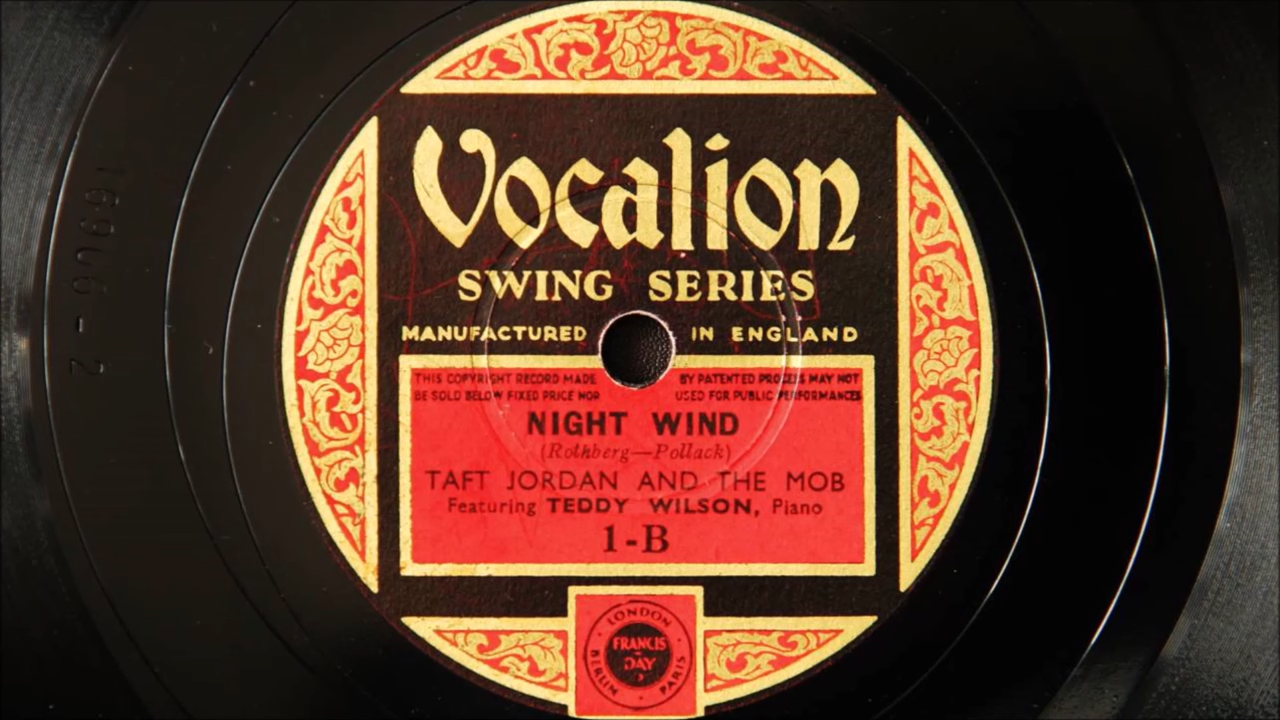 Vocalion
SWING SERIES
MANUFACTURED IN ENGLAND
THIS COPYRIGHT RECORD MADE BY PATENTED PROCESS MAY NOT
BE SOLD BELOW FIXED PRICE NOR USED FOR PUBLIC PERFORMANCES
NIGHT WIND
(Rothberg—Pollack)
TAFT JORDAN AND THE MOB
Featuring TEDDY WILSON, Piano
1-B
LONDON
FRANCIS
DAY
BERLIN
PARIS
16906-2